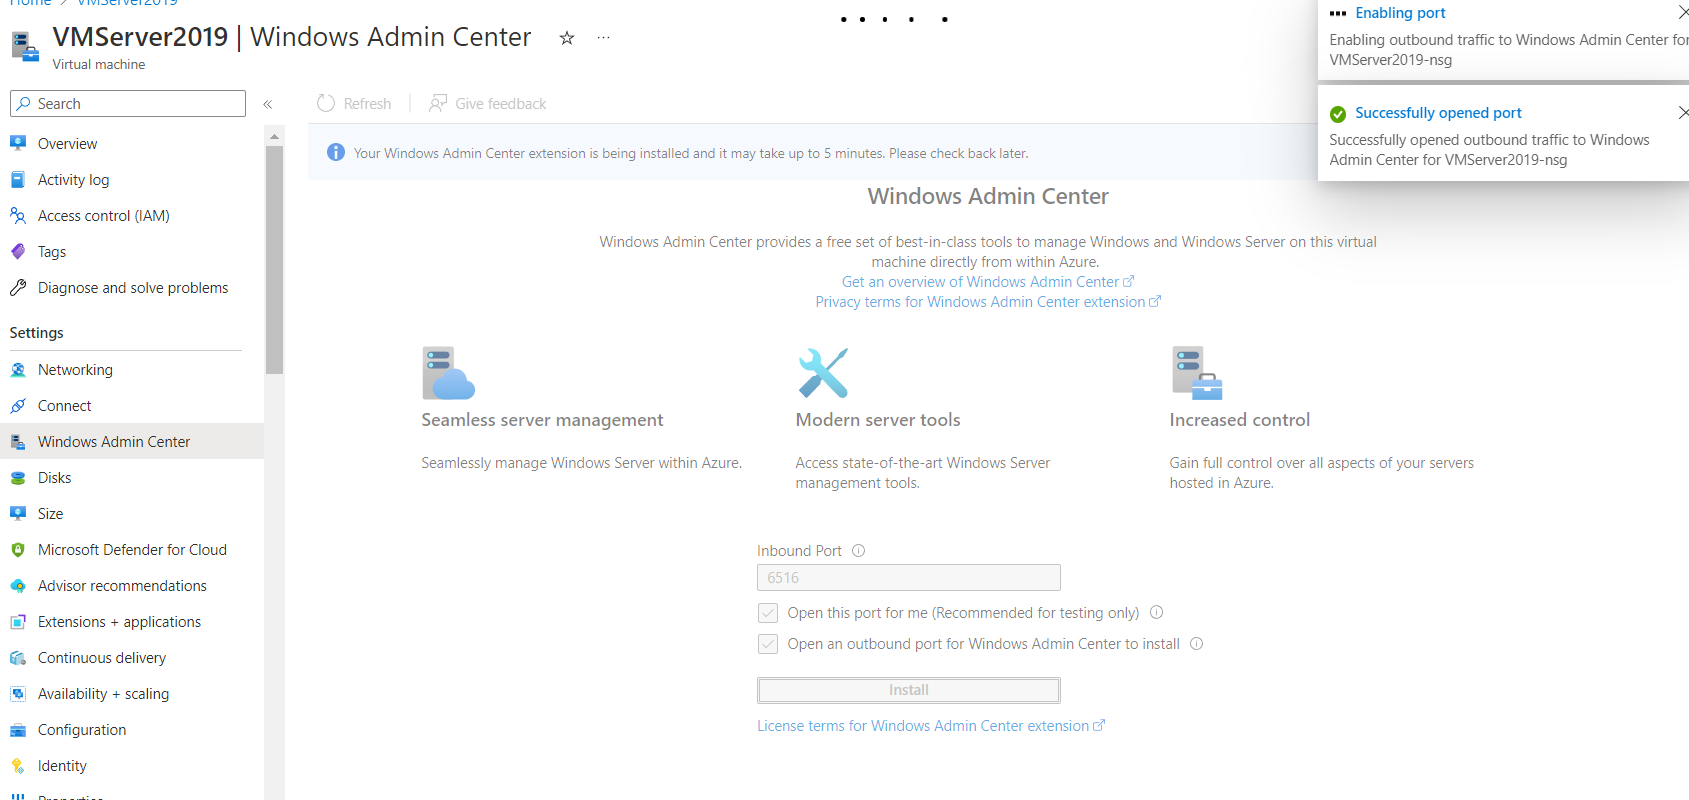 Home > VMServer2019
VMServer2019 | Windows Admin Center
Virtual machine
Search
Overview
Activity log
Access control (IAM)
Tags
Diagnose and solve problems
Settings
Networking
Connect
Windows Admin Center
Disks
Size
Microsoft Defender for Cloud
Advisor recommendations
Extensions + applications
Continuous delivery
Availability + scaling
Configuration
Identity
Properties
Refresh
Give feedback
Your Windows Admin Center extension is being installed and it may take up to 5 minutes. Please check back later.
Windows Admin Center
Windows Admin Center provides a free set of best-in-class tools to manage Windows and Windows Server on this virtual
machine directly from within Azure.
Get an overview of Windows Admin Center
Privacy terms for Windows Admin Center extension
Seamless server management
Seamlessly manage Windows Server within Azure.
Modern server tools
Access state-of-the-art Windows Server
management tools.
Increased control
Gain full control over all aspects of your servers
hosted in Azure.
Inbound Port
6516
Open this port for me (Recommended for testing only)
Open an outbound port for Windows Admin Center to install
Install
License terms for Windows Admin Center extension
Enabling port
Enabling outbound traffic to Windows Admin Center for
VMServer2019-nsg
Successfully opened port
Successfully opened outbound traffic to Windows
Admin Center for VMServer2019-nsg